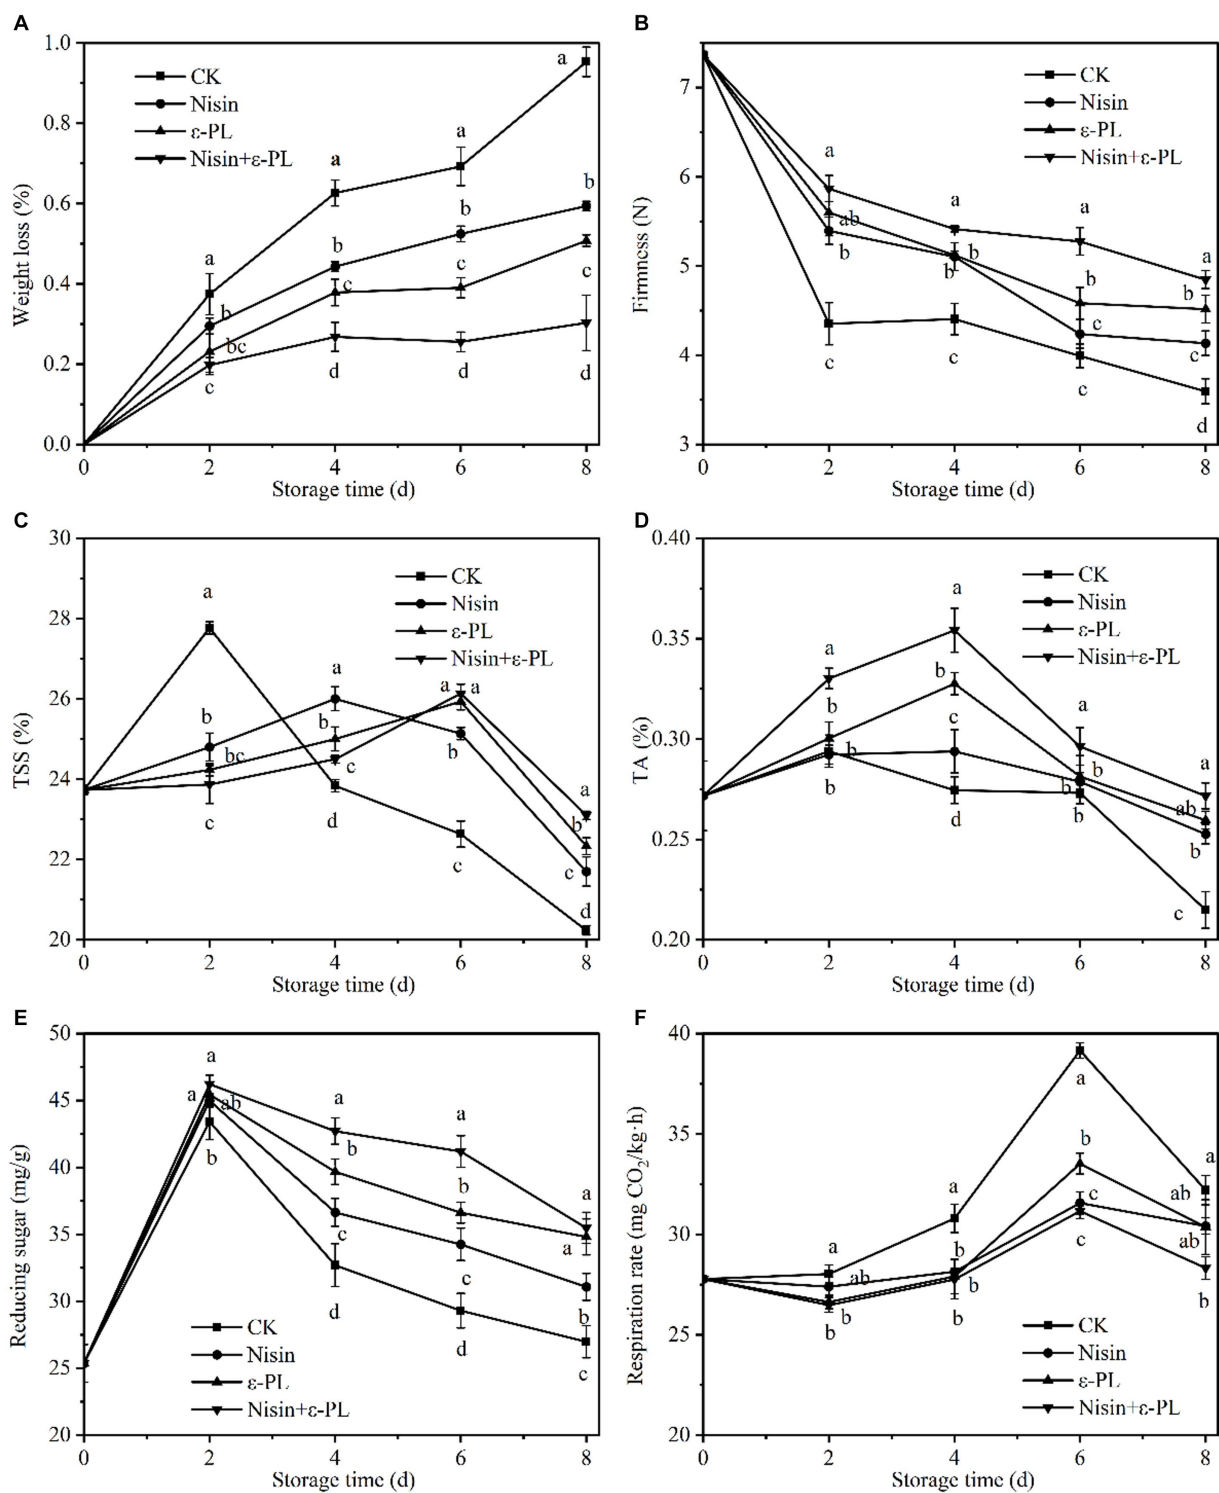 A
1.0
0.8
0.6
0.4
0.2
0.0
Weight loss (%)
CK
Nisin
ε-PL
Nisin+ε-PL
a
a
a
a
b
b
b
b
bc
c
c
c
c
d
d
d
0
2
4
6
8
Storage time (d)
B
7
6
5
4
3
Firmness (N)
CK
Nisin
ε-PL
Nisin+ε-PL
a
a
a
a
ab
b
b
b
b
b
c
c
c
c
c
d
0
2
4
6
8
Storage time (d)
C
30
28
26
24
22
20
TSS (%)
CK
Nisin
ε-PL
Nisin+ε-PL
a
a
a
a
b
b
b
bc
c
c
d
c
a
b
c
d
0
2
4
6
8
Storage time (d)
D
0.40
0.35
0.30
0.25
0.20
TA (%)
CK
Nisin
ε-PL
Nisin+ε-PL
a
a
a
a
b
b
b
c
b
b
b
b
d
ab
b
c
0
2
4
6
8
Storage time (d)
E
50
45
40
35
30
25
20
Reducing sugar (mg/g)
CK
Nisin
ε-PL
Nisin+ε-PL
a
a
ab
b
a
b
c
d
a
b
c
d
a
a
b
c
0
2
4
6
8
Storage time (d)
F
40
35
30
25
20
Respiration rate (mg CO₂/kg·h)
CK
Nisin
ε-PL
Nisin+ε-PL
a
ab
b
b
a
b
b
b
a
b
c
c
a
ab
ab
b
0
2
4
6
8
Storage time (d)